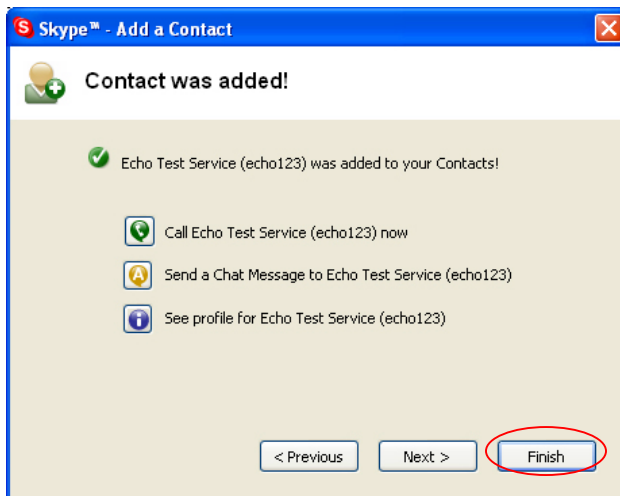 Skype™ - Add a Contact
Contact was added!
Echo Test Service (echo123) was added to your Contacts!
Call Echo Test Service (echo123) now
Send a Chat Message to Echo Test Service (echo123)
See profile for Echo Test Service (echo123)
< Previous Next > Finish